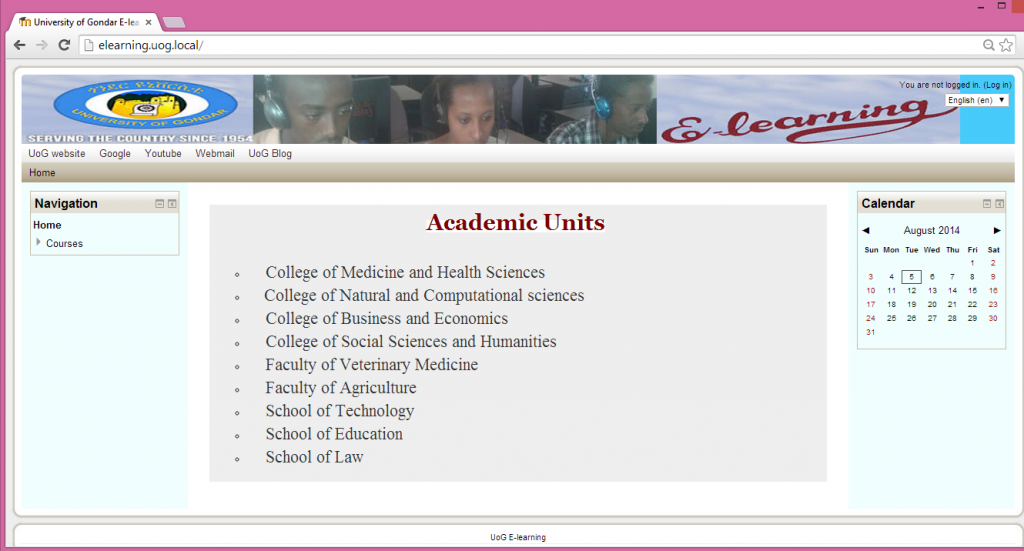 University of Gondar E-lea
elearning.uog.local/
UNIVERSITY OF GONDAR
SERVING THE COUNTRY SINCE 1954
E-learning
You are not logged in. (Log in)
English (en)
UoG website Google Youtube Webmail UoG Blog
Home
Navigation
Home
Courses
Academic Units
College of Medicine and Health Sciences
College of Natural and Computational sciences
College of Business and Economics
College of Social Sciences and Humanities
Faculty of Veterinary Medicine
Faculty of Agriculture
School of Technology
School of Education
School of Law
Calendar
August 2014
Sun Mon Tue Wed Thu Fri Sat
1 2
3 4 5 6 7 8 9
10 11 12 13 14 15 16
17 18 19 20 21 22 23
24 25 26 27 28 29 30
31
UoG E-learning